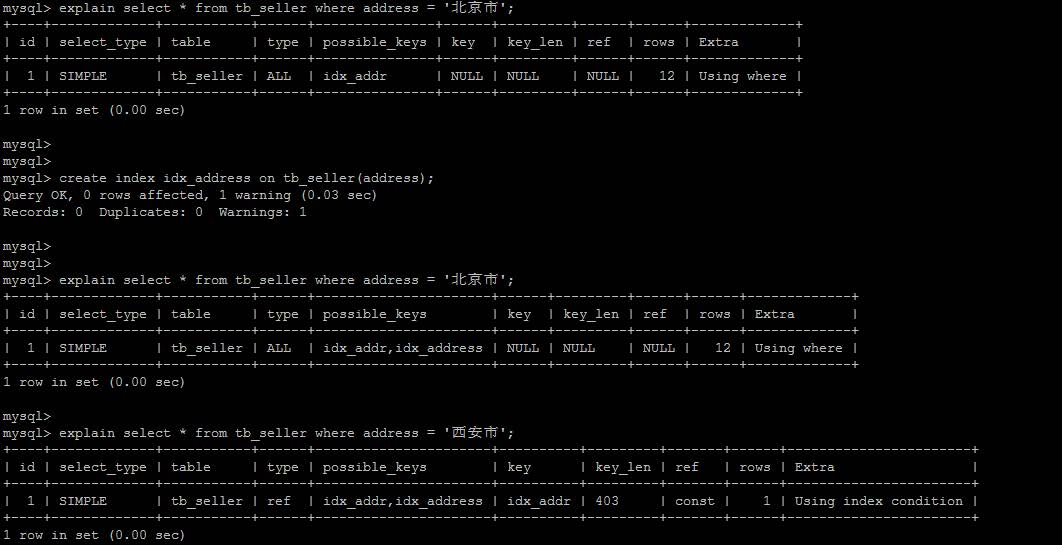 mysql> explain select * from tb_seller where address = '北京市';
+----+-------------+-----------+------+---------------+------+---------+------+------+-------------+
| id | select_type | table     | type | possible_keys | key  | key_len | ref  | rows | Extra       |
+----+-------------+-----------+------+---------------+------+---------+------+------+-------------+
|  1 | SIMPLE      | tb_seller | ALL  | idx_addr      | NULL | NULL    | NULL |   12 | Using where |
+----+-------------+-----------+------+---------------+------+---------+------+------+-------------+
1 row in set (0.00 sec)
mysql>
mysql>
mysql> create index idx_address on tb_seller(address);
Query OK, 0 rows affected, 1 warning (0.03 sec)
Records: 0  Duplicates: 0  Warnings: 1
mysql>
mysql>
mysql> explain select * from tb_seller where address = '北京市';
+----+-------------+-----------+------+----------------------+------+---------+------+------+-------------+
| id | select_type | table     | type | possible_keys        | key  | key_len | ref  | rows | Extra       |
+----+-------------+-----------+------+----------------------+------+---------+------+------+-------------+
|  1 | SIMPLE      | tb_seller | ALL  | idx_addr,idx_address | NULL | NULL    | NULL |   12 | Using where |
+----+-------------+-----------+------+----------------------+------+---------+------+------+-------------+
1 row in set (0.00 sec)
mysql>
mysql> explain select * from tb_seller where address = '西安市';
+----+-------------+-----------+------+----------------------+----------+---------+-------+------+-----------------------+
| id | select_type | table     | type | possible_keys        | key      | key_len | ref   | rows | Extra                 |
+----+-------------+-----------+------+----------------------+----------+---------+-------+------+-----------------------+
|  1 | SIMPLE      | tb_seller | ref  | idx_addr,idx_address | idx_addr | 403     | const |    1 | Using index condition |
+----+-------------+-----------+------+----------------------+----------+---------+-------+------+-----------------------+
1 row in set (0.00 sec)